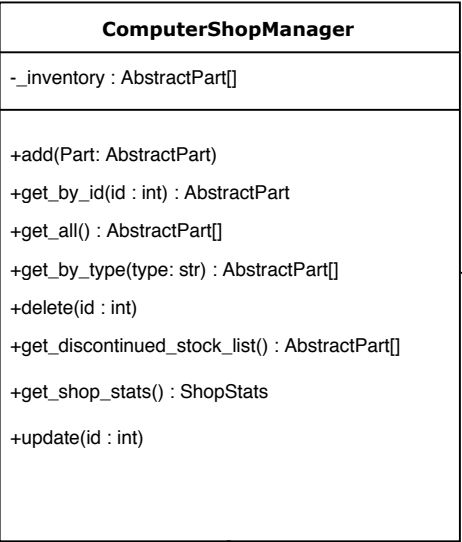 ComputerShopManager
-_inventory : AbstractPart[]
+add(Part: AbstractPart)
+get_by_id(id : int) : AbstractPart
+get_all() : AbstractPart[]
+get_by_type(type: str) : AbstractPart[]
+delete(id : int)
+get_discontinued_stock_list() : AbstractPart[]
+get_shop_stats() : ShopStats
+update(id : int)